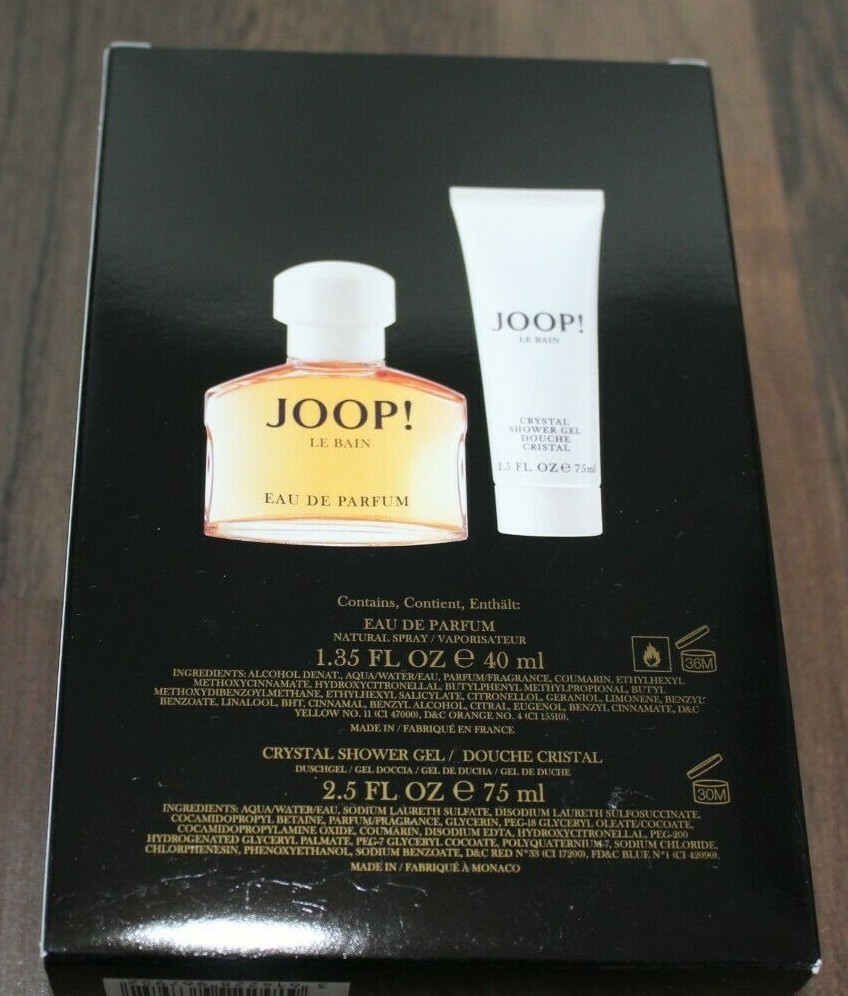 JOOP!
LE BAIN
EAU DE PARFUM
JOOP!
LE BAIN
CRYSTAL
SHOWER GEL
DOUCHE
CRISTAL
2.5 FL OZ ℮ 75ml
Contains, Contient, Enthält:
EAU DE PARFUM
NATURAL SPRAY / VAPORISATEUR
1.35 FL OZ ℮ 40 ml
36M
INGREDIENTS: ALCOHOL DENAT., AQUA/WATER/EAU, PARFUM/FRAGRANCE, COUMARIN, ETHYLHEXYL
METHOXYCINNAMATE, HYDROXYCITRONELLAL, BUTYLPHENYL METHYLPROPIONAL, BUTYL
METHOXYDIBENZOYLMETHANE, ETHYLHEXYL SALICYLATE, CITRONELLOL, GERANIOL, LIMONENE, BENZYL
BENZOATE, LINALOOL, BHT, CINNAMAL, BENZYL ALCOHOL, CITRAL, EUGENOL, BENZYL CINNAMATE, D&C
YELLOW NO. 11 (CI 47000), D&C ORANGE NO. 4 (CI 15510).
MADE IN / FABRIQUÉ EN FRANCE
CRYSTAL SHOWER GEL / DOUCHE CRISTAL
DUSCHGEL / GEL DOCCIA / GEL DE DUCHA / GEL DE DUCHE
2.5 FL OZ ℮ 75 ml
30M
INGREDIENTS: AQUA/WATER/EAU, SODIUM LAURETH SULFATE, DISODIUM LAURETH SULFOSUCCINATE,
COCAMIDOPROPYL BETAINE, PARFUM/FRAGRANCE, GLYCERIN, PEG-18 GLYCERYL OLEATE/COCOATE,
COCAMIDOPROPYLAMINE OXIDE, COUMARIN, DISODIUM EDTA, HYDROXYCITRONELLAL, PEG-200
HYDROGENATED GLYCERYL PALMATE, PEG-7 GLYCERYL COCOATE, POLYQUATERNIUM-7, SODIUM CHLORIDE,
CHLORPHENESIN, PHENOXYETHANOL, SODIUM BENZOATE, D&C RED N°33 (CI 17200), FD&C BLUE N°1 (CI 42090).
MADE IN / FABRIQUÉ À MONACO